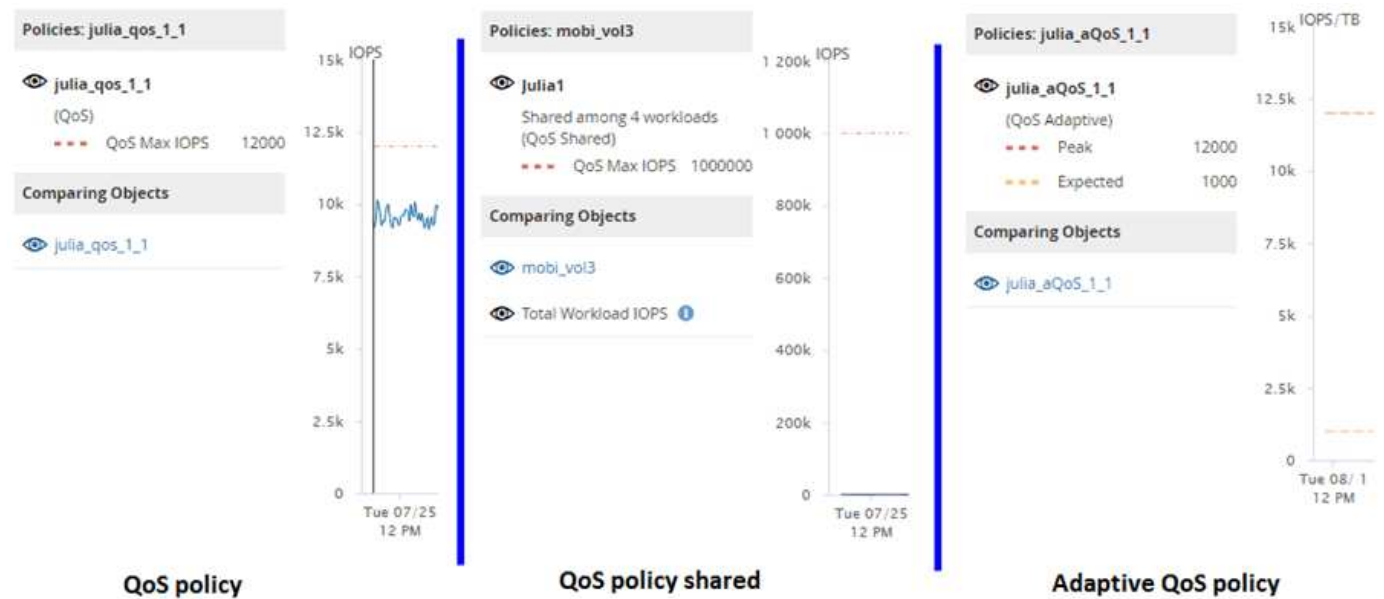 Policies: julia_qos_1_1
julia_qos_1_1
(QoS)
QoS Max IOPS 12000
Comparing Objects
julia_qos_1_1
IOPS
15k
12.5k
10k
7.5k
5k
2.5k
0
Tue 07/25
12 PM
QoS policy
Policies: mobi_vol3
Julia1
Shared among 4 workloads
(QoS Shared)
QoS Max IOPS 1000000
Comparing Objects
mobi_vol3
Total Workload IOPS
IOPS
1 200k
1 000k
800k
600k
400k
200k
0
Tue 07/25
12 PM
QoS policy shared
Policies: julia_aQoS_1_1
julia_aQoS_1_1
(QoS Adaptive)
Peak 12000
Expected 1000
Comparing Objects
julia_aQoS_1_1
IOPS/TB
15k
12.5k
10k
7.5k
5k
2.5k
0
Tue 08/ 1
12 PM
Adaptive QoS policy